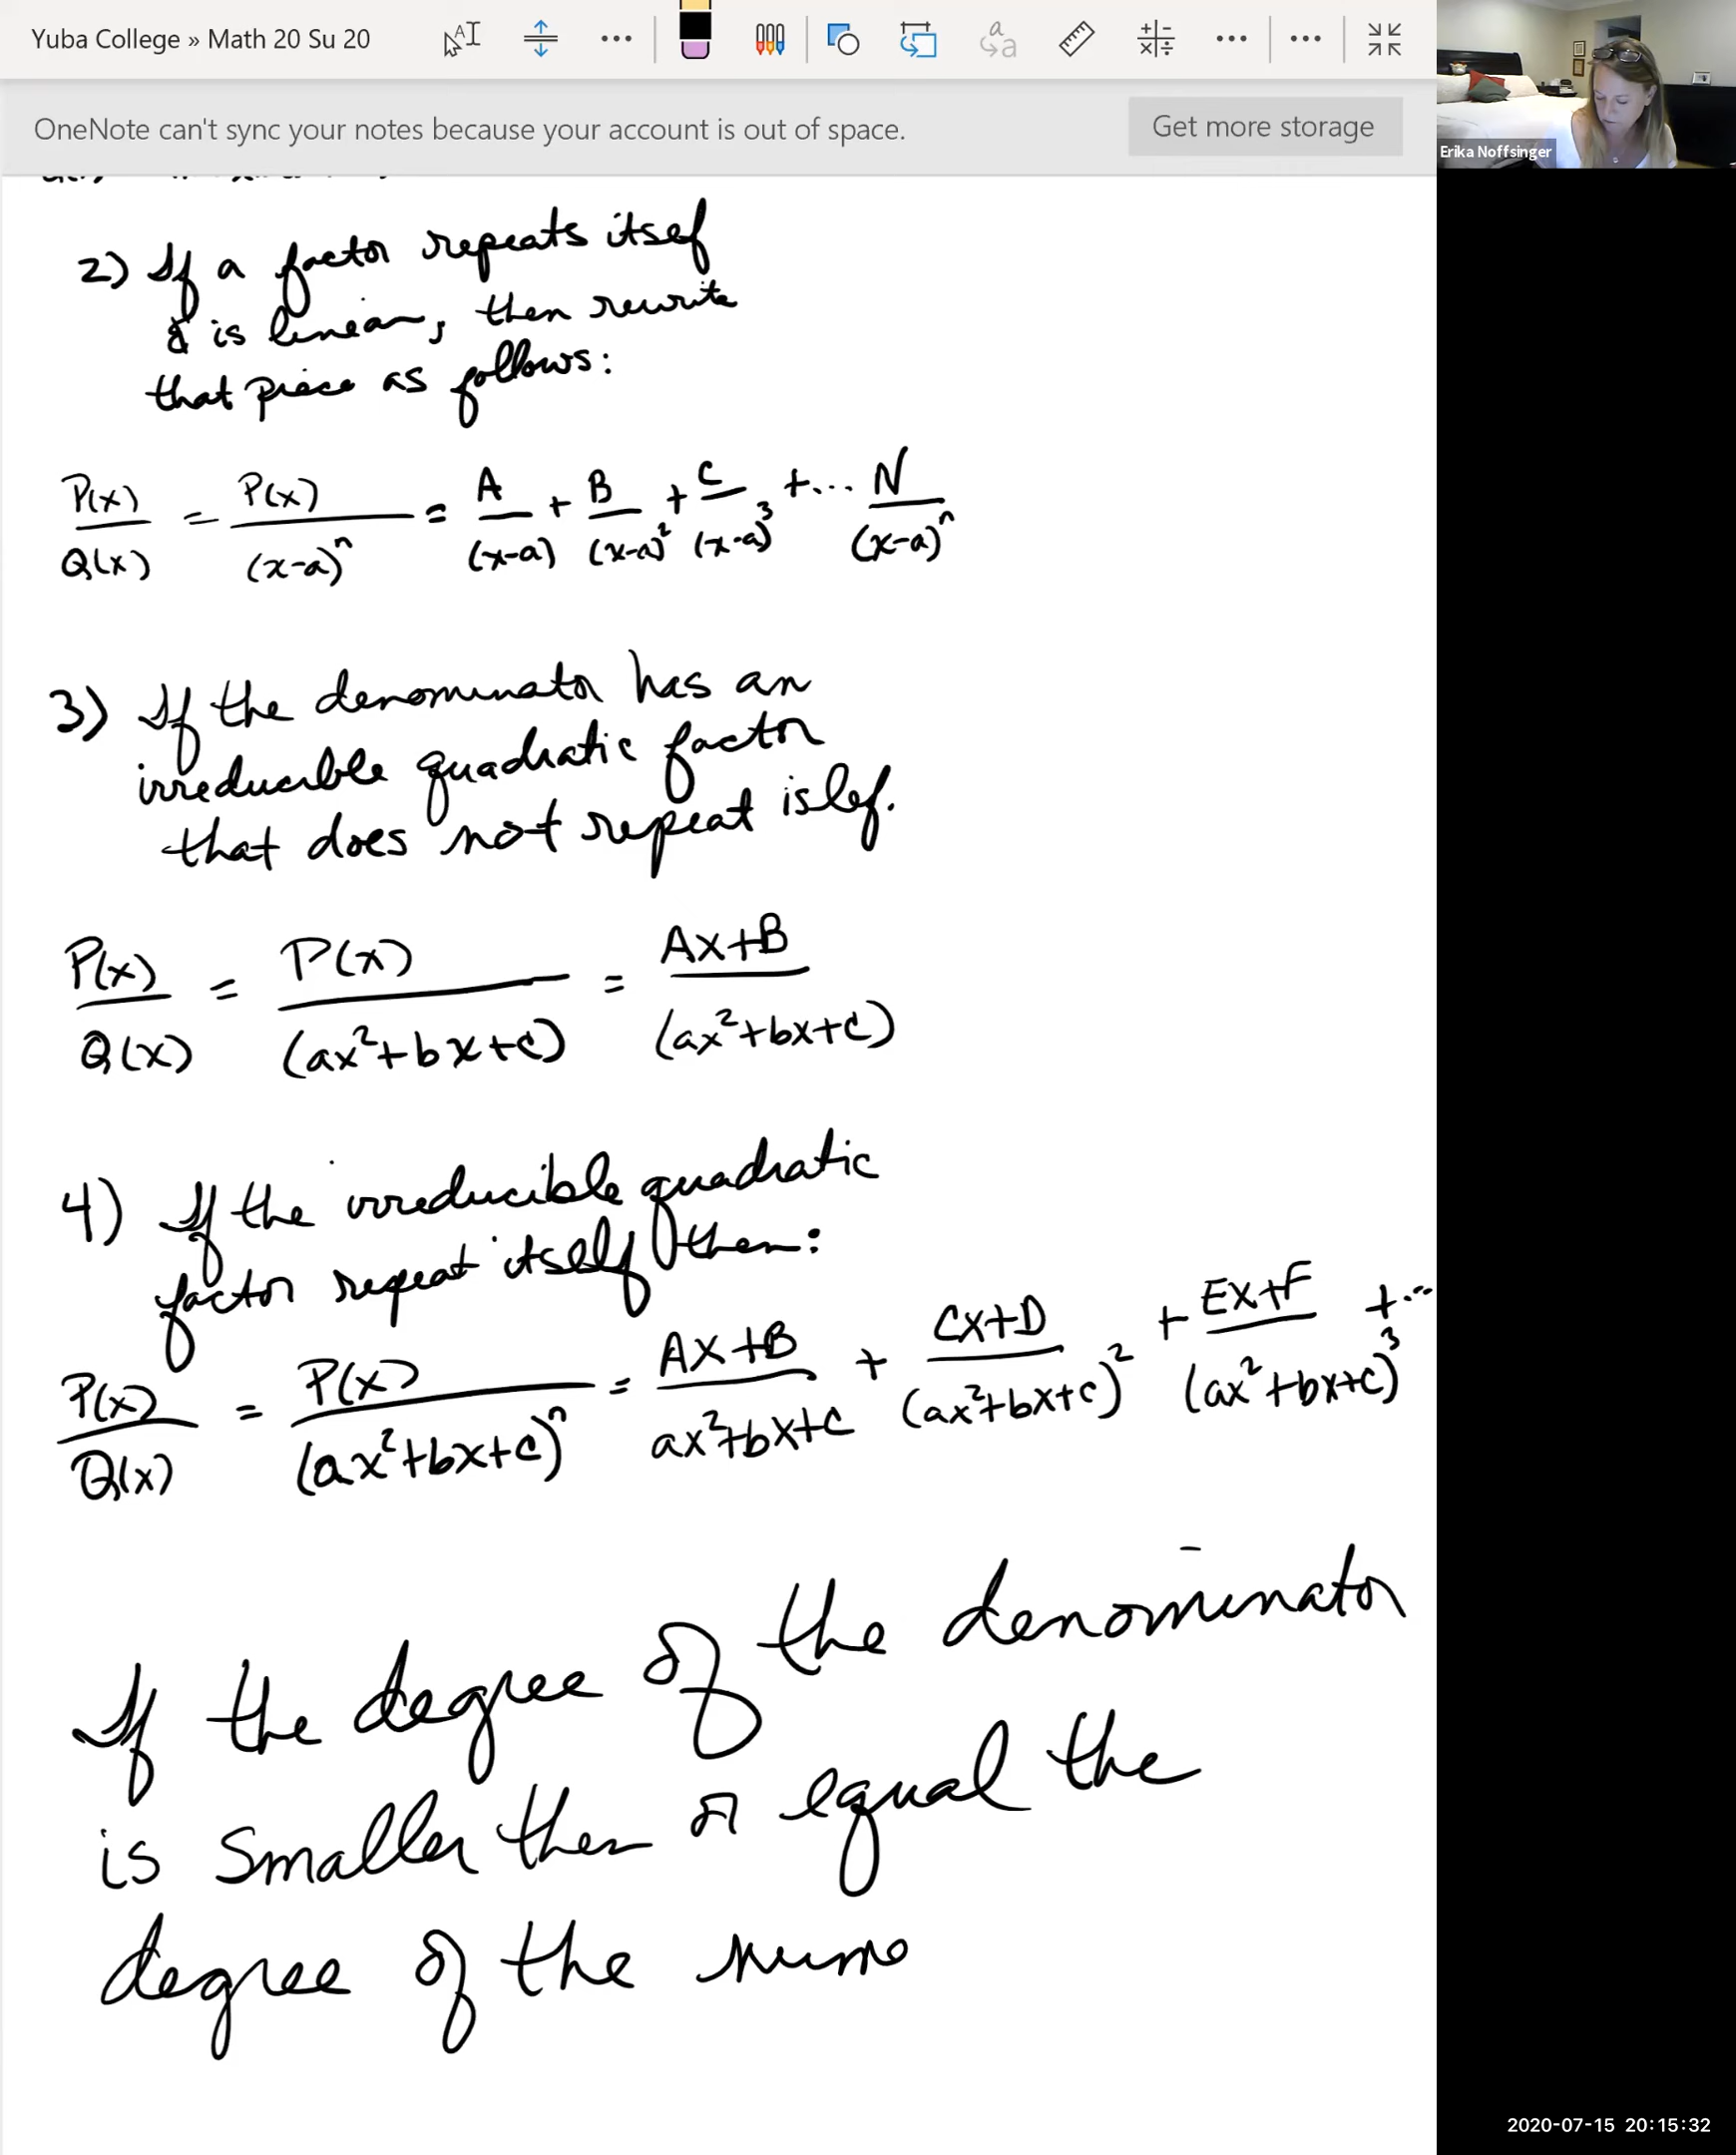 Yuba College » Math 20 Su 20
OneNote can't sync your notes because your account is out of space.
Get more storage
Erika Noffsinger
2) If a factor repeats itsef
& is linear, then rewrite
that piece as follows:
P(x)/Q(x) = P(x)/(x-a)^n = A/(x-a) + B/(x-a)^2 + C/(x-a)^3 + ... N/(x-a)^n
3) If the denominator has an
irreducible quadratic factor
that does not repeat
P(x)/Q(x) = P(x)/(ax^2+bx+c) = Ax+B/(ax^2+bx+c)
4) If the irreducible quadratic
factor repeat itself then:
P(x)/Q(x) = P(x)/(ax^2+bx+c)^n = Ax+B/ax^2+bx+c + Cx+D/(ax^2+bx+c)^2 + Ex+F/(ax^2+bx+c)^3 + ...
If the degree of the denominator
is smaller then or equal the
degree of the
2020-07-15 20:15:32